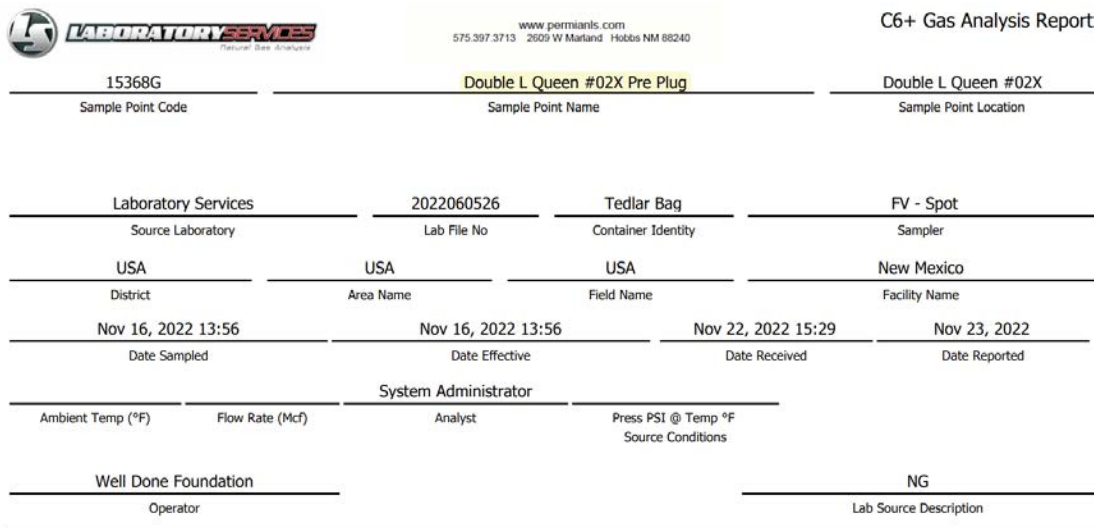 LS LABORATORY SERVICES
Natural Gas Analysis
www.permianls.com
575.397.3713 2609 W Marland Hobbs NM 88240
C6+ Gas Analysis Report
15368G Double L Queen #02X Pre Plug Double L Queen #02X
Sample Point Code Sample Point Name Sample Point Location
Laboratory Services 2022060526 Tedlar Bag FV - Spot
Source Laboratory Lab File No Container Identity Sampler
USA USA USA New Mexico
District Area Name Field Name Facility Name
Nov 16, 2022 13:56 Nov 16, 2022 13:56 Nov 22, 2022 15:29 Nov 23, 2022
Date Sampled Date Effective Date Received Date Reported
System Administrator
Ambient Temp (°F) Flow Rate (Mcf) Analyst Press PSI @ Temp °F
Source Conditions
Well Done Foundation NG
Operator Lab Source Description